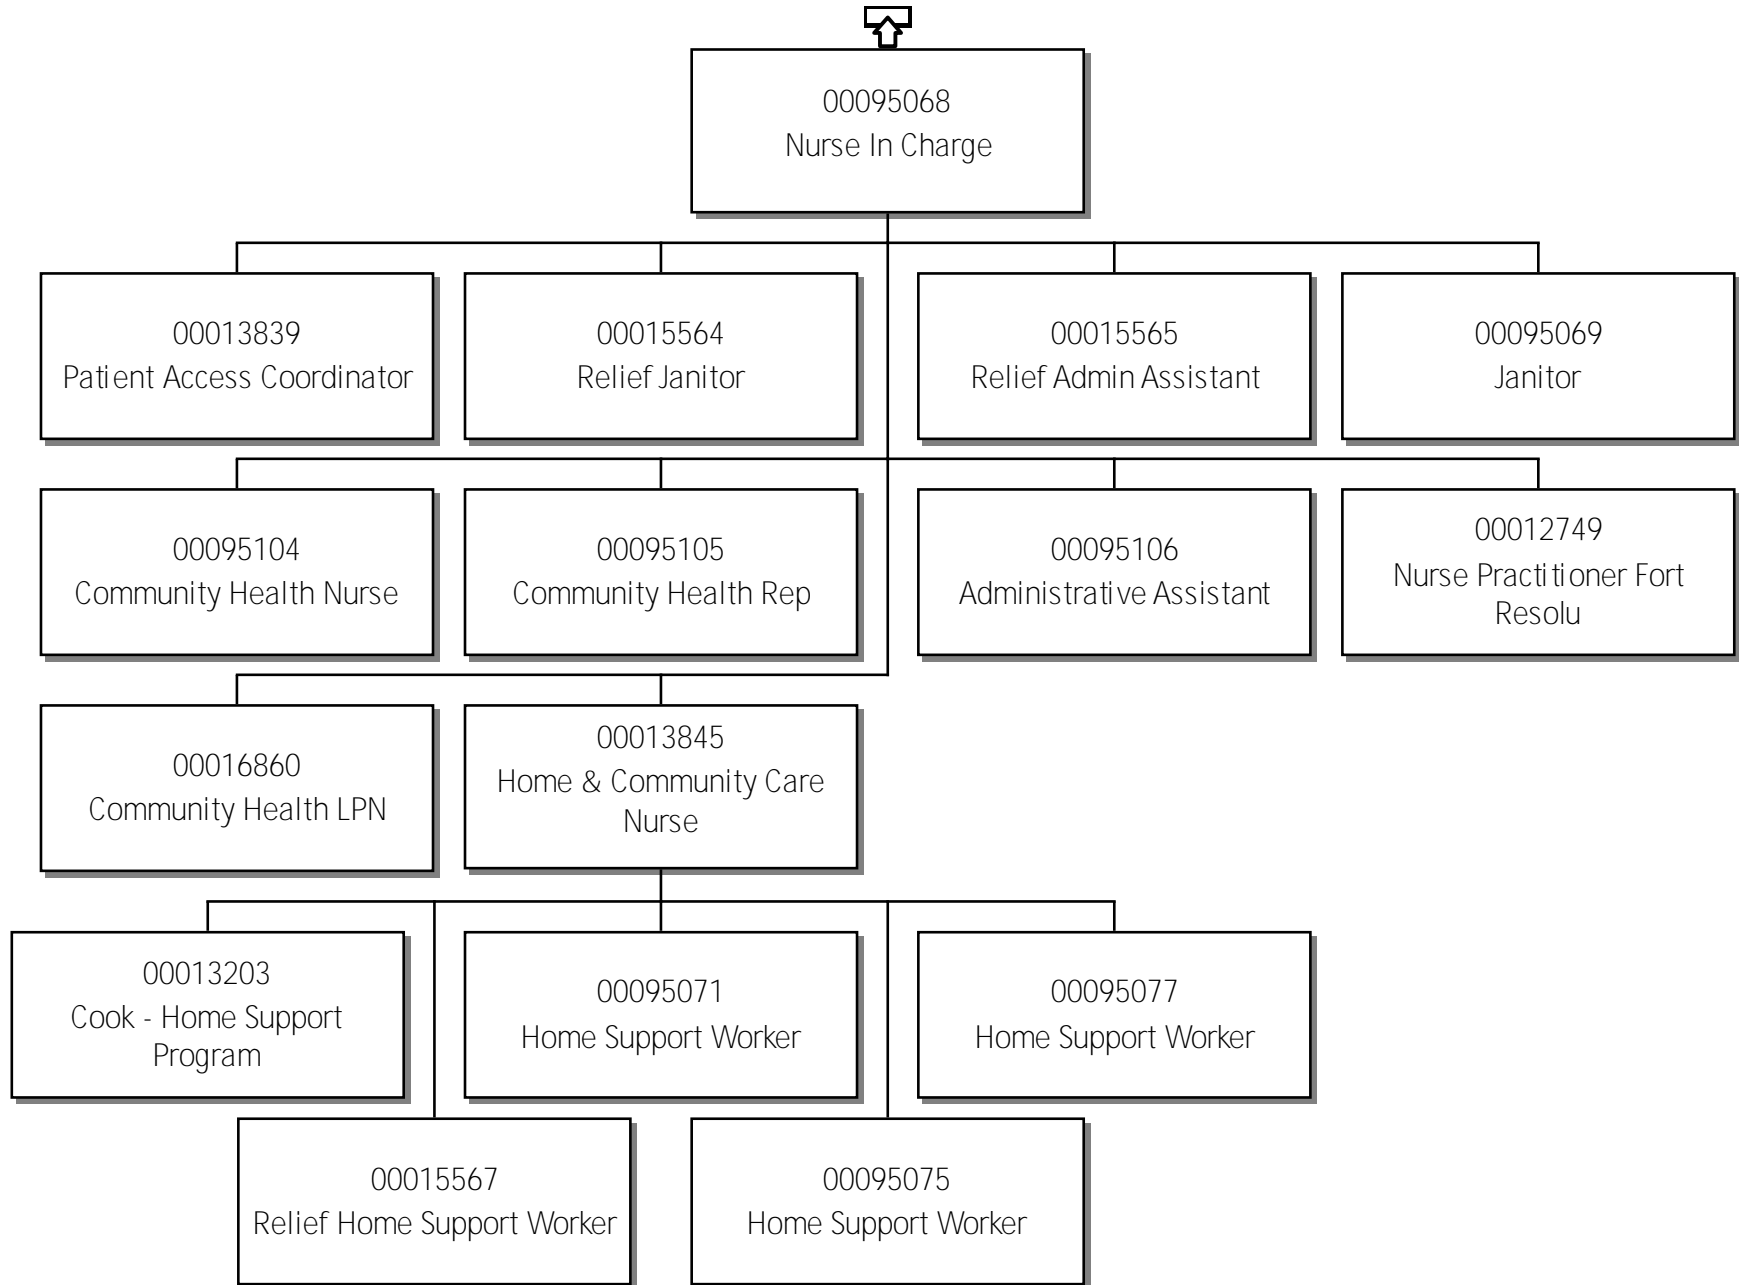 00095068
Nurse In Charge
00013839
Patient Access Coordinator
00015564
Relief Janitor
00015565
Relief Admin Assistant
00095069
Janitor
00095104
Community Health Nurse
00095105
Community Health Rep
00095106
Administrative Assistant
00012749
Nurse Practitioner Fort
Resolu
00016860
Community Health LPN
00013845
Home & Community Care
Nurse
00013203
Cook - Home Support
Program
00095071
Home Support Worker
00095077
Home Support Worker
00015567
Relief Home Support Worker
00095075
Home Support Worker